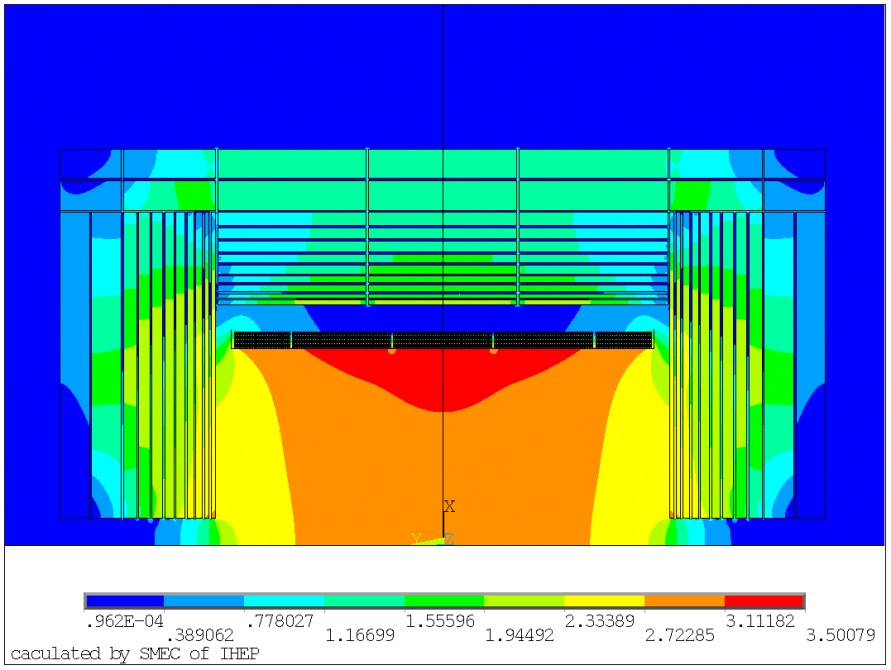 X
Y Z
.962E-04 .778027 1.55596 2.33389 3.11182
.389062 1.16699 1.94492 2.72285 3.50079
caculated by SMEC of IHEP